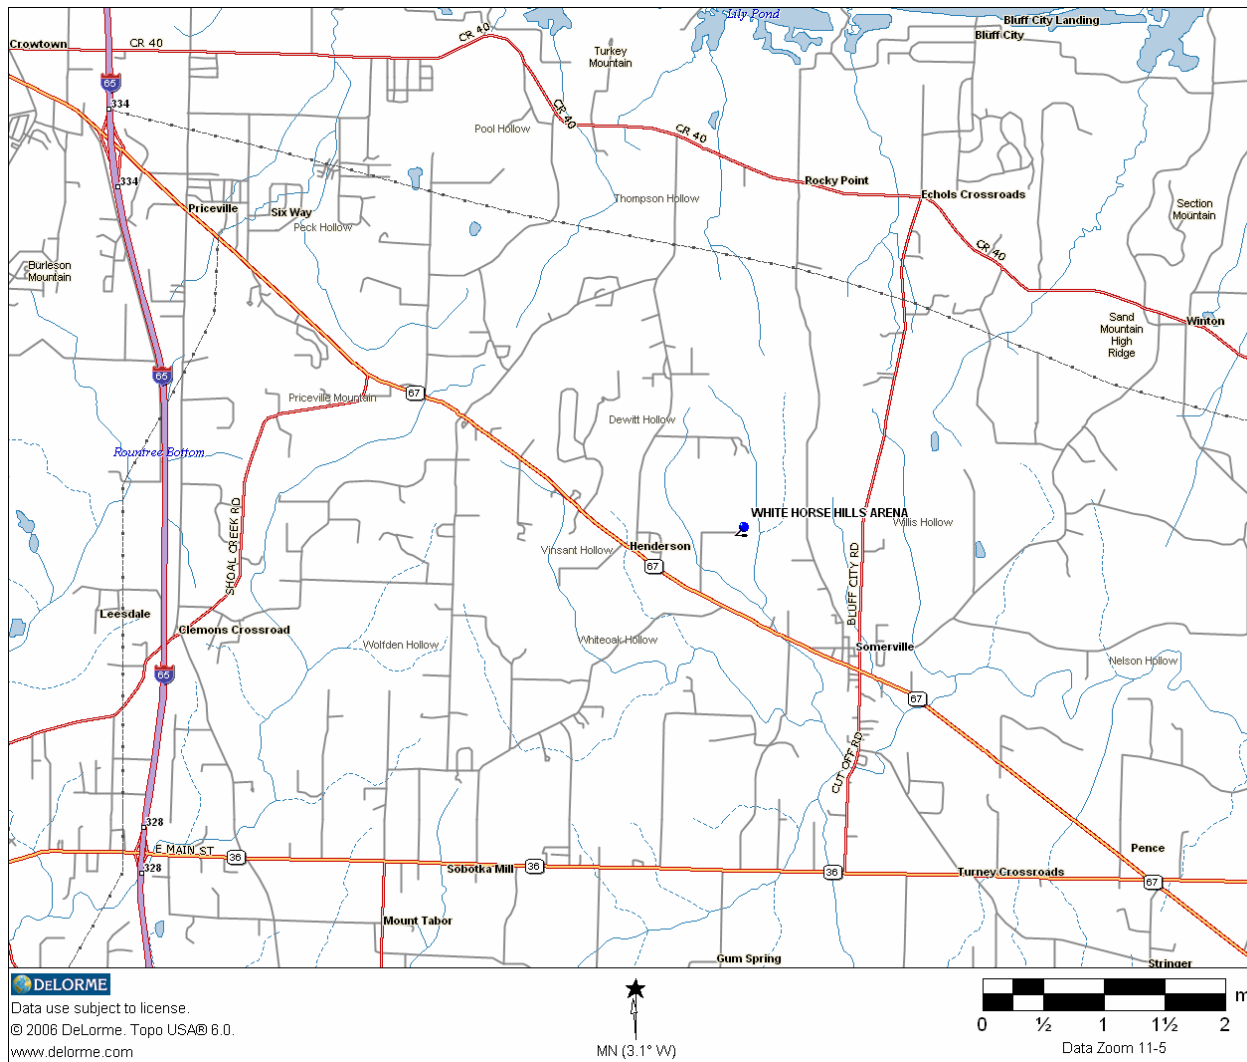 Lily Pond
Bluff City Landing
Bluff City
Crowtown
CR 40
CR 40
Turkey
Mountain
65
334
CR 40
Pool Hollow
CR 40
334
Rocky Point
Echols Crossroads
Thompson Hollow
Priceville
Six Way
Peck Hollow
Section
Mountain
CR 40
Burleson
Mountain
Sand
Mountain
High
Ridge
Winton
65
67
Priceville Mountain
Dewitt Hollow
Rountree Bottom
WHITE HORSE HILLS ARENA
Willis Hollow
SHOAL CREEK RD
Vinsant Hollow
Henderson
67
BLUFF CITY RD
Leesdale
Clemons Crossroad
Wolfden Hollow
Whiteoak Hollow
Somerville
Nelson Hollow
65
67
CUT OFF RD
328
E MAIN ST
36
328
Sobotka Mill
36
36
Turney Crossroads
Pence
67
Mount Tabor
Gum Spring
Stringer
DELORME
Data use subject to license.
© 2006 DeLorme. Topo USA® 6.0.
www.delorme.com
MN (3.1° W)
m
0 ½ 1 1½ 2
Data Zoom 11-5